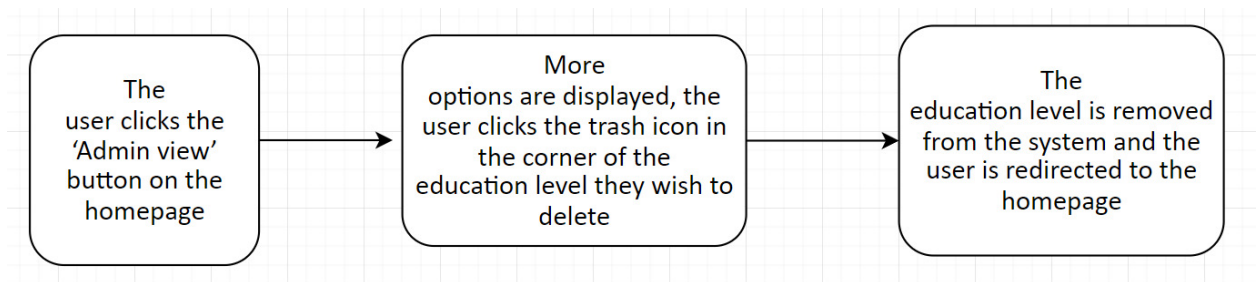 The
user clicks the
‘Admin view’
button on the
homepage
More
options are displayed, the
user clicks the trash icon in
the corner of the
education level they wish to
delete
The
education level is removed
from the system and the
user is redirected to the
homepage